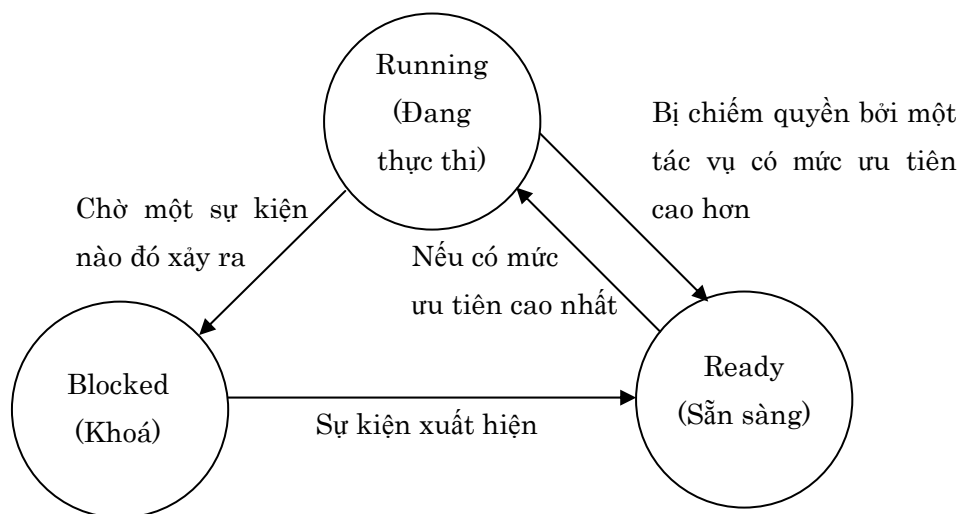 Running
(Đang
thực thi)
Bị chiếm quyền bởi một
tác vụ có mức ưu tiên
cao hơn
Chờ một sự kiện
nào đó xảy ra
Nếu có mức
ưu tiên cao nhất
Blocked
(Khoá)
Ready
(Sẵn sàng)
Sự kiện xuất hiện